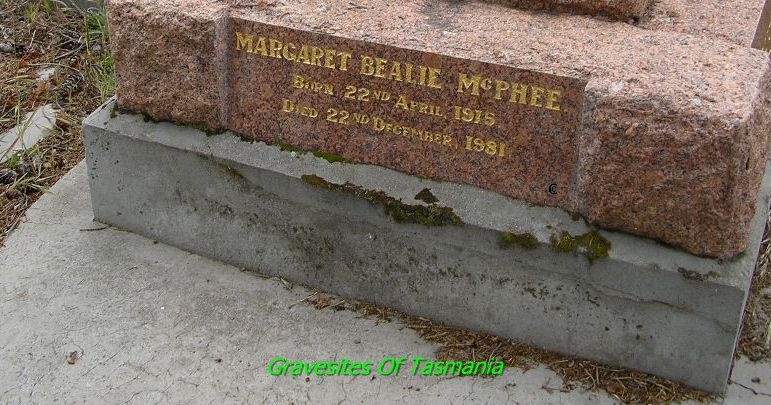 MARGARET BEALIE McPHEE
BORN 22ND APRIL 1915
DIED 22ND DECEMBER, 1981
©
Gravesites Of Tasmania